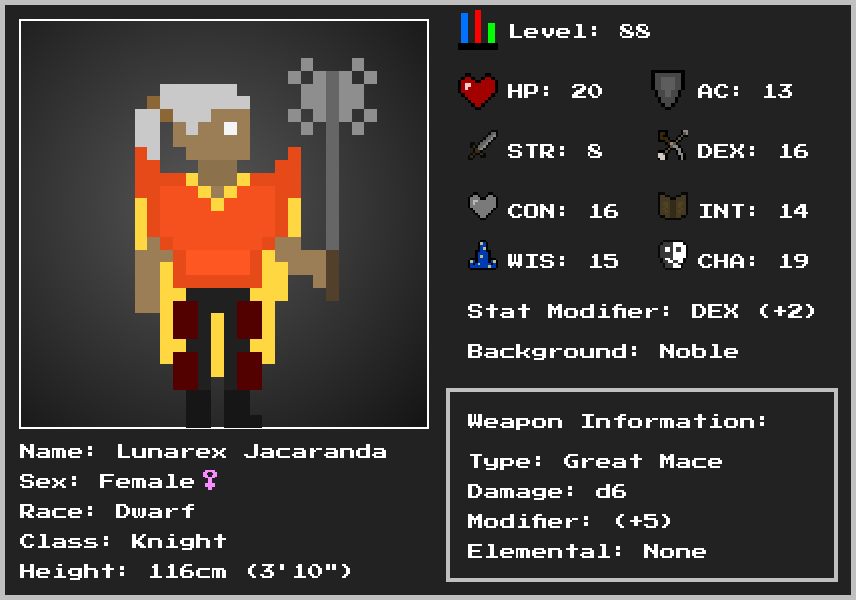 Level: 88
HP: 20 AC: 13
STR: 8 DEX: 16
CON: 16 INT: 14
WIS: 15 CHA: 19
Stat Modifier: DEX (+2)
Background: Noble
Weapon Information:
Type: Great Mace
Damage: d6
Modifier: (+5)
Elemental: None
Name: Lunarex Jacaranda
Sex: Female♀
Race: Dwarf
Class: Knight
Height: 116cm (3'10")